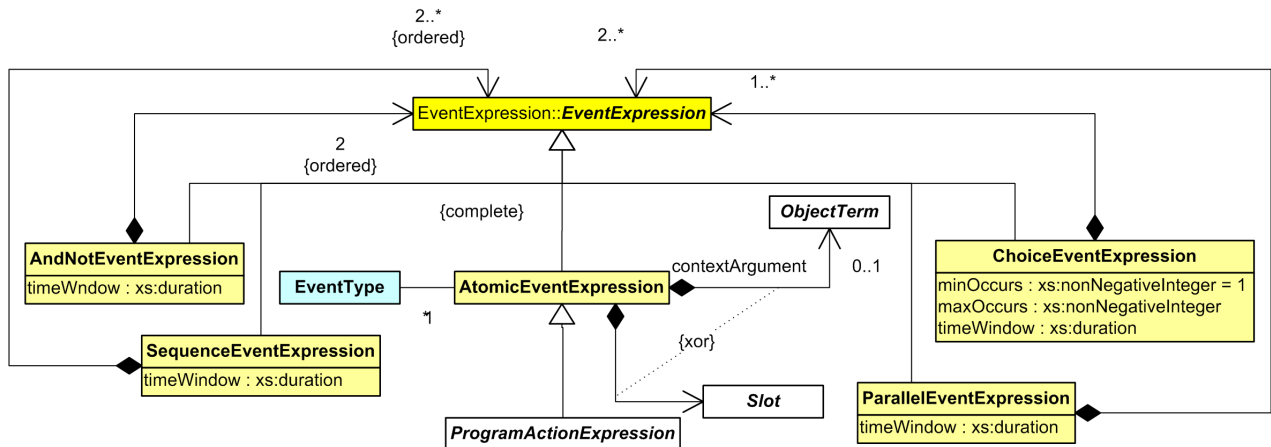 2..*
{ordered}
2..*
1..*
EventExpression::EventExpression
2
{ordered}
{complete}
ObjectTerm
AndNotEventExpression
timeWndow : xs:duration
contextArgument
0..1
ChoiceEventExpression
minOccurs : xs:nonNegativeInteger = 1
maxOccurs : xs:nonNegativeInteger
timeWindow : xs:duration
EventType
AtomicEventExpression
*1
SequenceEventExpression
timeWindow : xs:duration
{xor}
Slot
ParallelEventExpression
timeWindow : xs:duration
ProgramActionExpression